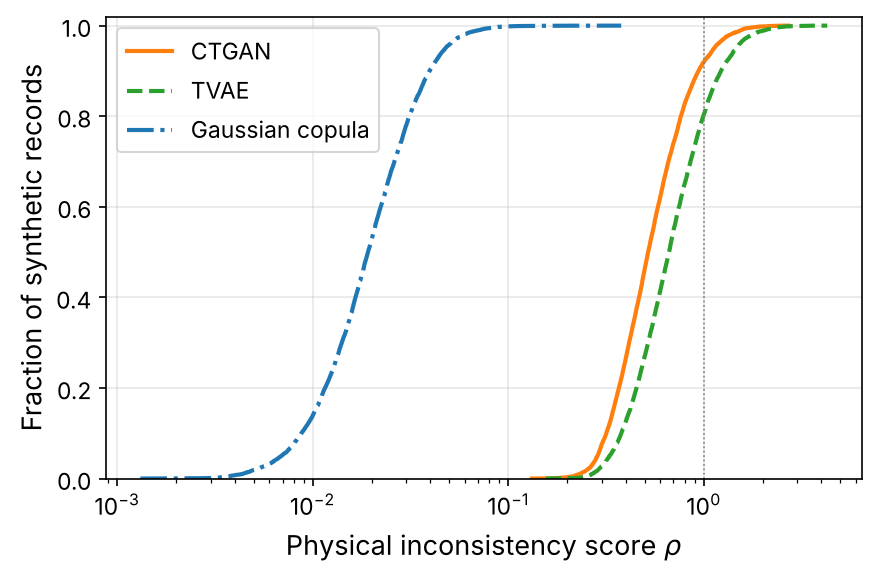 1.0
0.8
0.6
0.4
0.2
0.0
Fraction of synthetic records
CTGAN
TVAE
Gaussian copula
10⁻³ 10⁻² 10⁻¹ 10⁰
Physical inconsistency score ρ